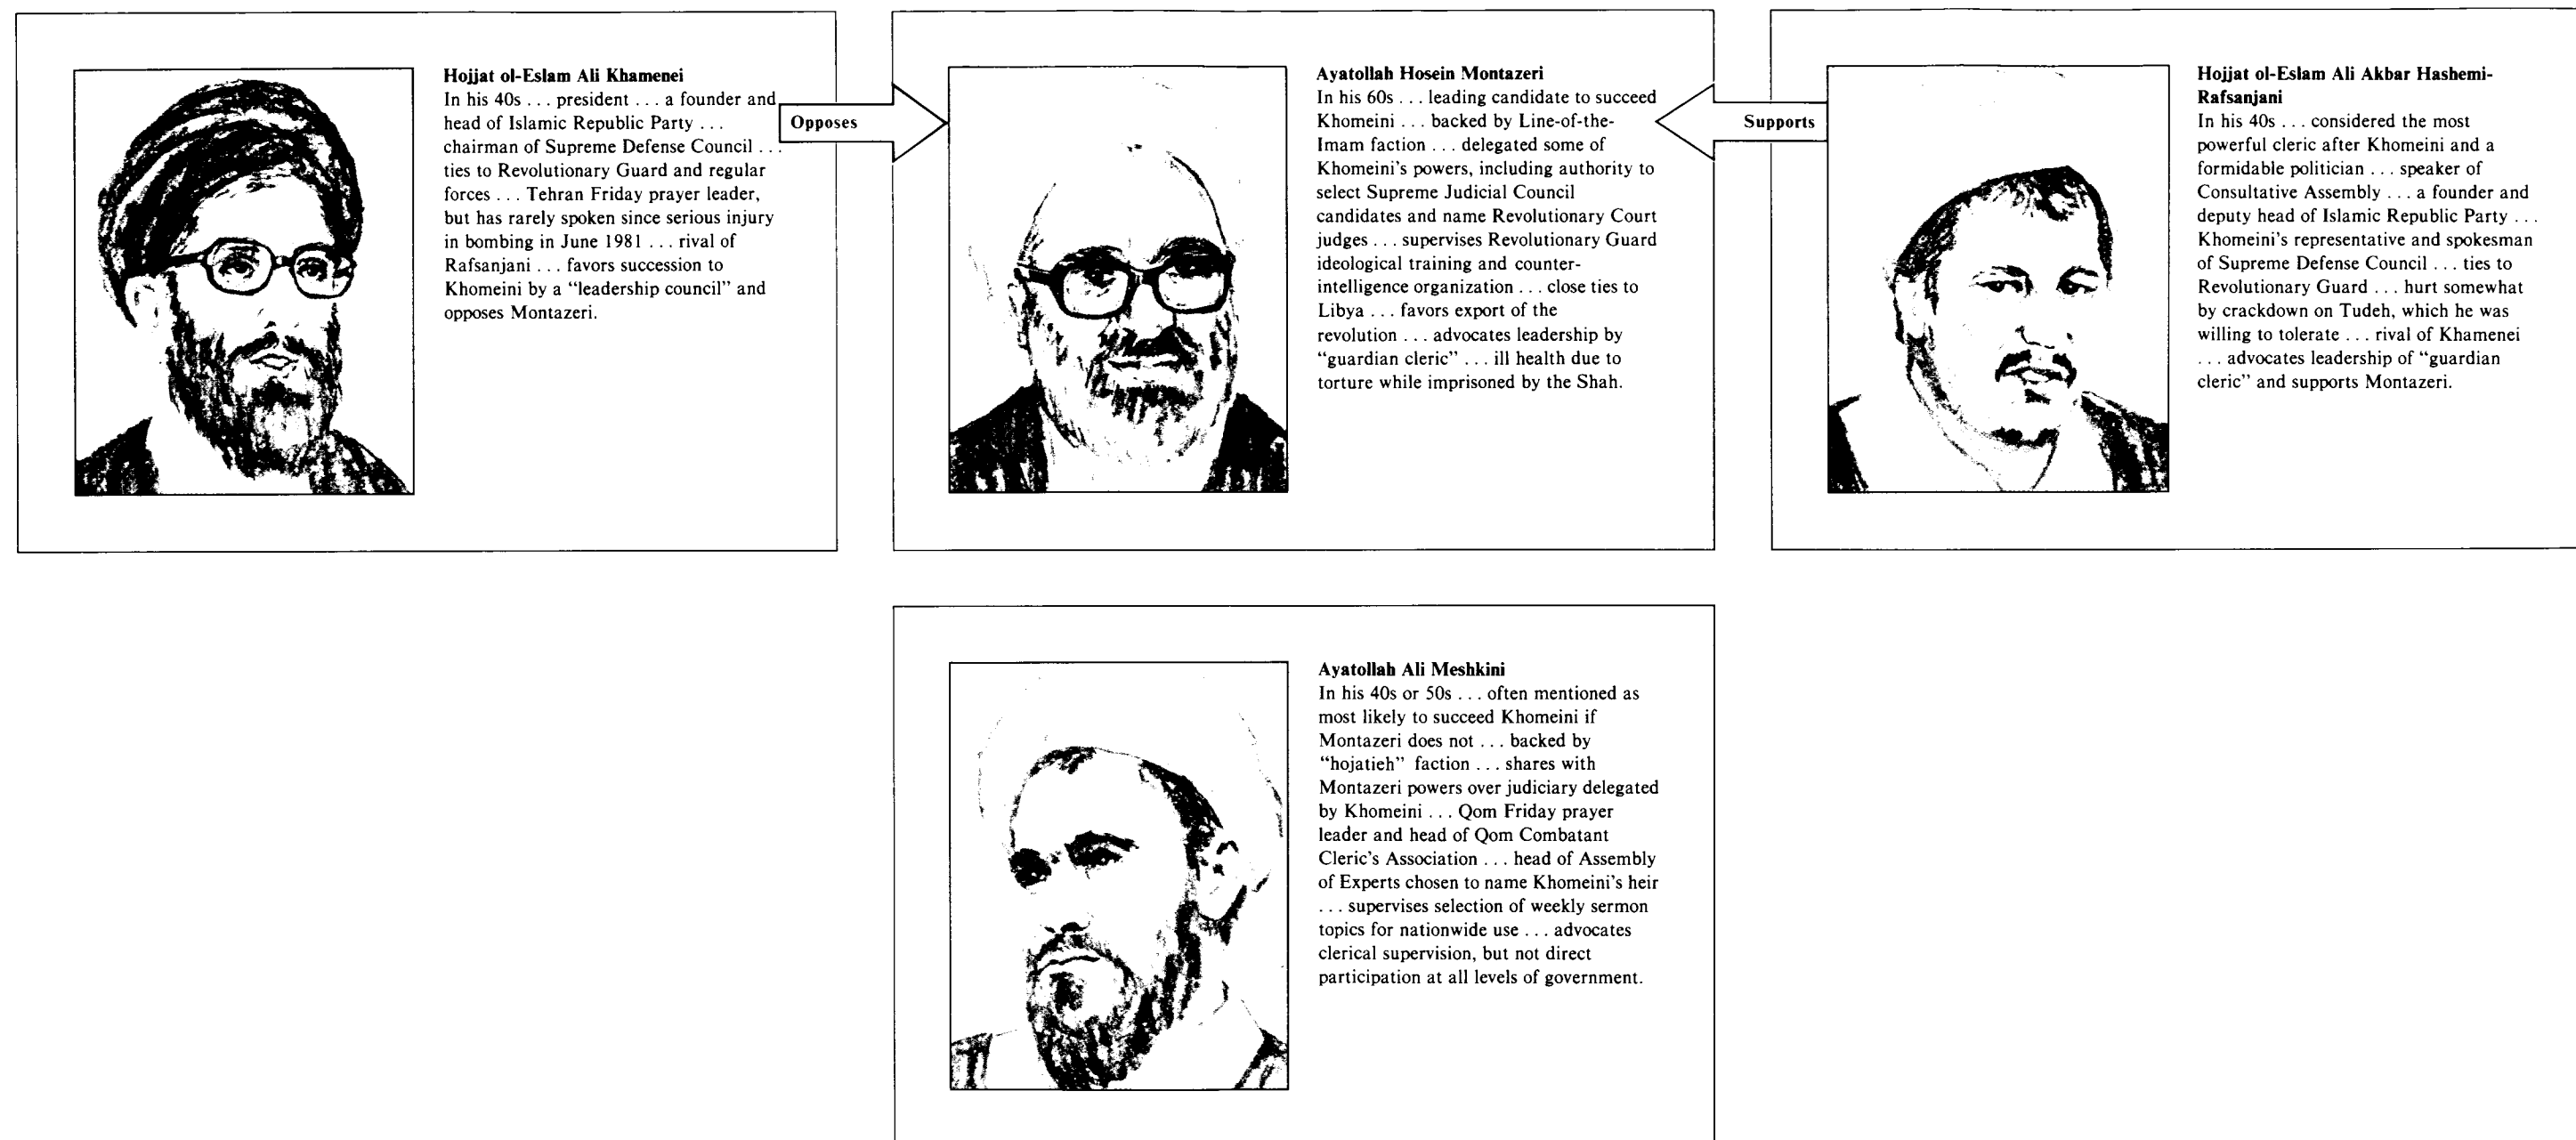 Hojjat ol-Eslam Ali Khamenei
In his 40s . . . president . . . a founder and
head of Islamic Republic Party . . .
chairman of Supreme Defense Council . . .
ties to Revolutionary Guard and regular
forces . . . Tehran Friday prayer leader,
but has rarely spoken since serious injury
in bombing in June 1981 . . . rival of
Rafsanjani . . . favors succession to
Khomeini by a “leadership council” and
opposes Montazeri.
Opposes
Ayatollah Hosein Montazeri
In his 60s . . . leading candidate to succeed
Khomeini . . . backed by Line-of-the-
Imam faction . . . delegated some of
Khomeini's powers, including authority to
select Supreme Judicial Council
candidates and name Revolutionary Court
judges . . . supervises Revolutionary Guard
ideological training and counter-
intelligence organization . . . close ties to
Libya . . . favors export of the
revolution . . . advocates leadership by
“guardian cleric” . . . ill health due to
torture while imprisoned by the Shah.
Supports
Hojjat ol-Eslam Ali Akbar Hashemi-
Rafsanjani
In his 40s . . . considered the most
powerful cleric after Khomeini and a
formidable politician . . . speaker of
Consultative Assembly . . . a founder and
deputy head of Islamic Republic Party . . .
Khomeini's representative and spokesman
of Supreme Defense Council . . . ties to
Revolutionary Guard . . . hurt somewhat
by crackdown on Tudeh, which he was
willing to tolerate . . . rival of Khamenei
. . . advocates leadership of “guardian
cleric” and supports Montazeri.
Ayatollah Ali Meshkini
In his 40s or 50s . . . often mentioned as
most likely to succeed Khomeini if
Montazeri does not . . . backed by
“hojatieh” faction . . . shares with
Montazeri powers over judiciary delegated
by Khomeini . . . Qom Friday prayer
leader and head of Qom Combatant
Cleric's Association . . . head of Assembly
of Experts chosen to name Khomeini's heir
. . . supervises selection of weekly sermon
topics for nationwide use . . . advocates
clerical supervision, but not direct
participation at all levels of government.